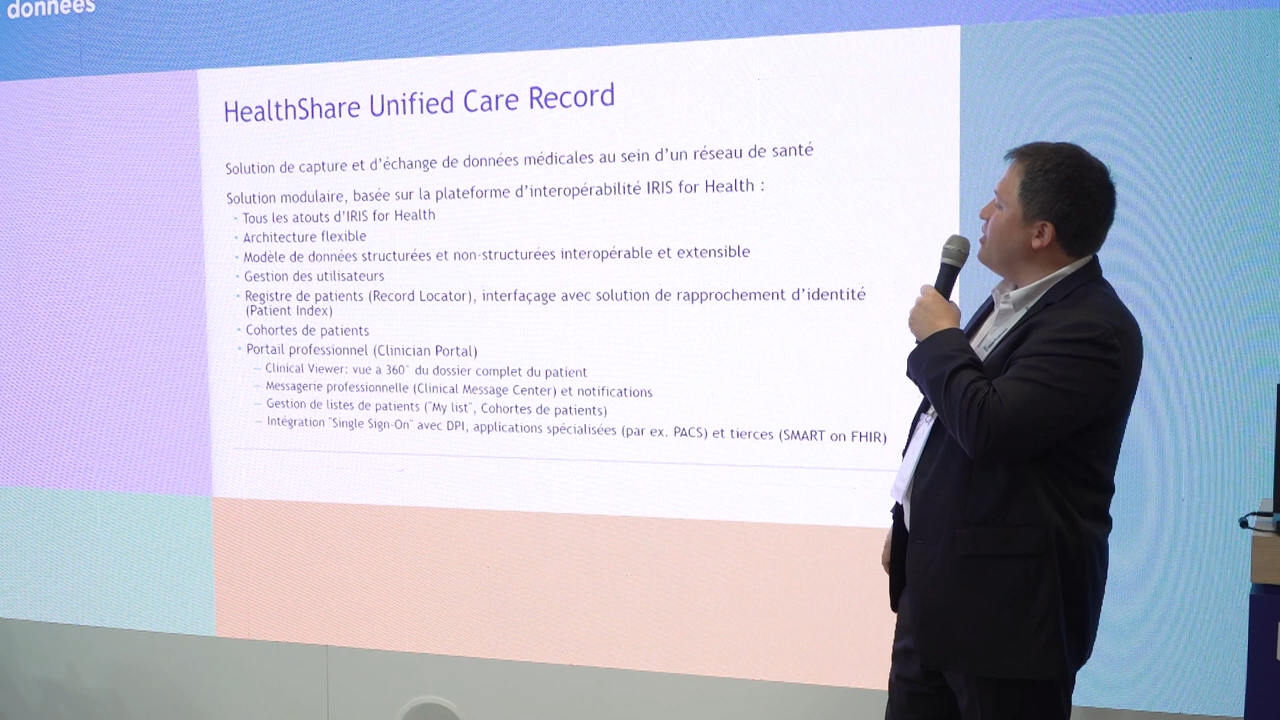 données
HealthShare Unified Care Record
Solution de capture et d'échange de données médicales au sein d'un réseau de santé
Solution modulaire, basée sur la plateforme d'interopérabilité IRIS for Health :
• Tous les atouts d'IRIS for Health
• Architecture flexible
• Modèle de données structurées et non-structurées interopérable et extensible
• Gestion des utilisateurs
• Registre de patients (Record Locator), interfaçage avec solution de rapprochement d'identité
(Patient Index)
• Cohortes de patients
• Portail professionnel (Clinician Portal)
— Clinical Viewer: vue a 360° du dossier complet du patient
— Messagerie professionnelle (Clinical Message Center) et notifications
— Gestion de listes de patients ("My list", Cohortes de patients)
— Intégration "Single Sign-On" avec DPI, applications spécialisées (par ex. PACS) et tierces (SMART on FHIR)